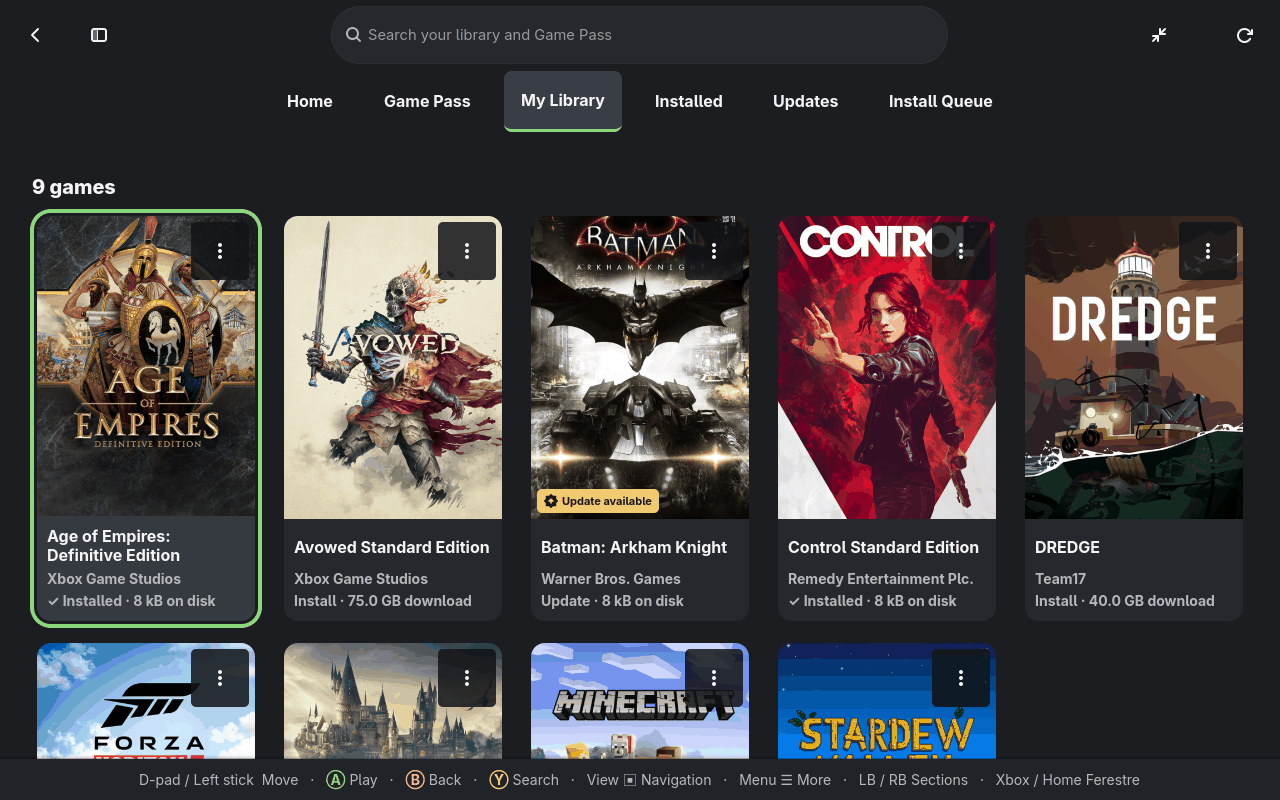 Search your library and Game Pass
Home
Game Pass
My Library
Installed
Updates
Install Queue
9 games
AGE
OF
EMPIRES
DEFINITIVE EDITION
AVOWED
BATMAN
ARKHAM KNIGHT
CONTROL
DREDGE
Update available
Age of Empires:
Definitive Edition
Xbox Game Studios
✓ Installed · 8 kB on disk
Avowed Standard Edition
Xbox Game Studios
Install · 75.0 GB download
Batman: Arkham Knight
Warner Bros. Games
Update · 8 kB on disk
Control Standard Edition
Remedy Entertainment Plc.
✓ Installed · 8 kB on disk
DREDGE
Team17
Install · 40.0 GB download
FORZA
MINECRAFT
STARDEW
VALLEY
D-pad / Left stick Move · A Play · B Back · Y Search · View ▣ Navigation · Menu ☰ More · LB / RB Sections · Xbox / Home Ferestre